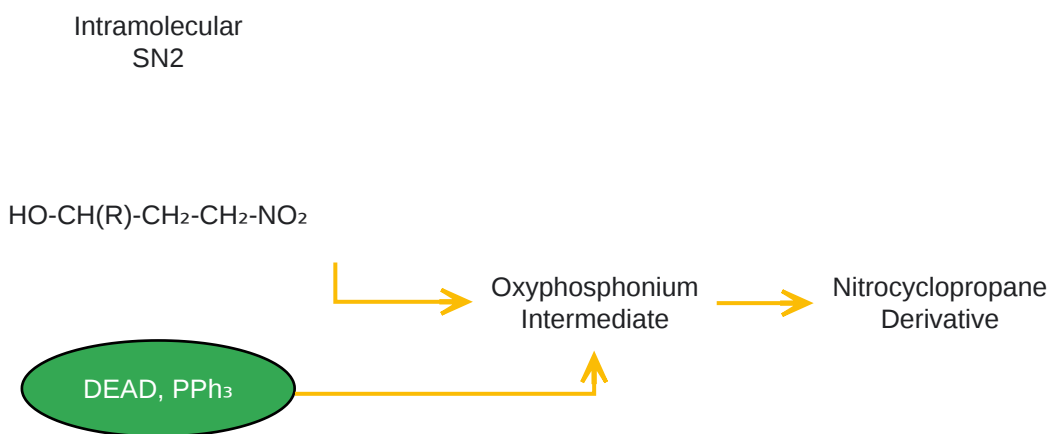 Intramolecular
SN2
HO-CH(R)-CH₂-CH₂-NO₂
Oxyphosphonium
Intermediate
Nitrocyclopropane
Derivative
DEAD, PPh₃